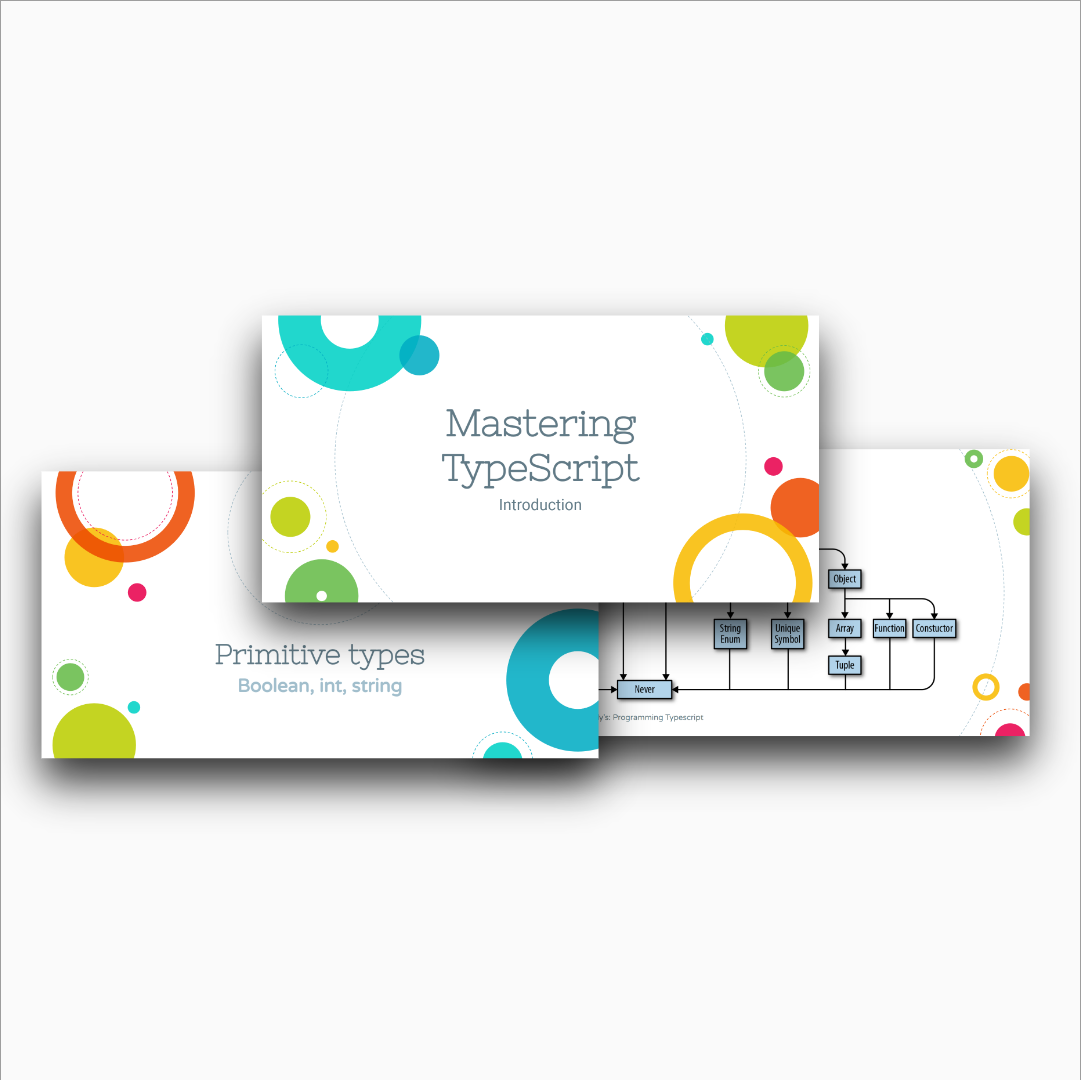 Mastering
TypeScript
Introduction
Primitive types
Boolean, int, string
Object
String
Enum
Unique
Symbol
Array
Function
Constuctor
Tuple
Never
Programming Typescript